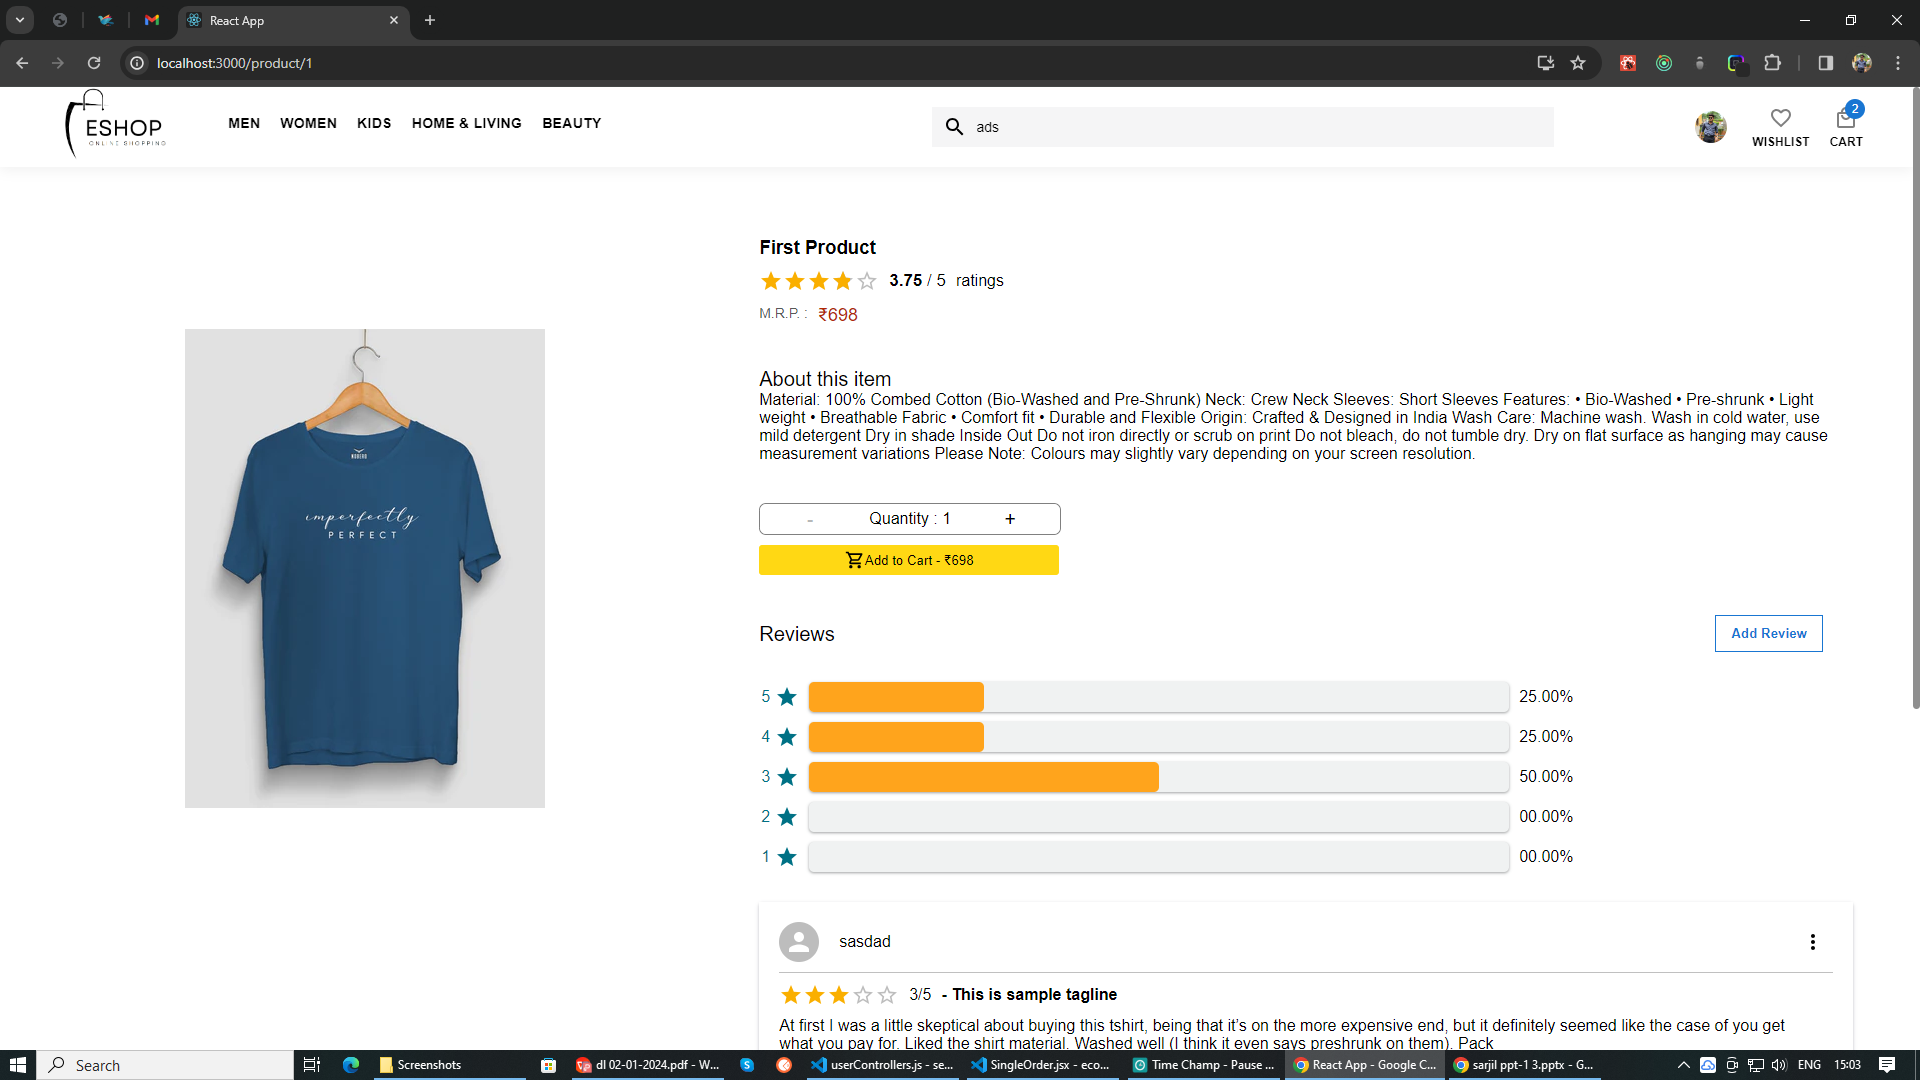 React App
localhost:3000/product/1
ESHOP
ONLINE SHOPPING
MEN WOMEN KIDS HOME & LIVING BEAUTY
ads
WISHLIST
2
CART
First Product
3.75 / 5 ratings
M.R.P. : ₹698
About this item
Material: 100% Combed Cotton (Bio-Washed and Pre-Shrunk) Neck: Crew Neck Sleeves: Short Sleeves Features: • Bio-Washed • Pre-shrunk • Light
weight • Breathable Fabric • Comfort fit • Durable and Flexible Origin: Crafted & Designed in India Wash Care: Machine wash. Wash in cold water, use
mild detergent Dry in shade Inside Out Do not iron directly or scrub on print Do not bleach, do not tumble dry. Dry on flat surface as hanging may cause
measurement variations Please Note: Colours may slightly vary depending on your screen resolution.
imperfectly
PERFECT
- Quantity : 1 +
Add to Cart - ₹698
Reviews
Add Review
5 25.00%
4 25.00%
3 50.00%
2 00.00%
1 00.00%
sasdad
3/5 - This is sample tagline
At first I was a little skeptical about buying this tshirt, being that it's on the more expensive end, but it definitely seemed like the case of you get
what you pay for. Liked the shirt material. Washed well (I think it even says preshrunk on them). Pack
Search
Screenshots
dl 02-01-2024.pdf - W...
userControllers.js - se...
SingleOrder.jsx - eco...
Time Champ - Pause ...
React App - Google C...
sarjil ppt-1 3.pptx - G...
ENG
15:03